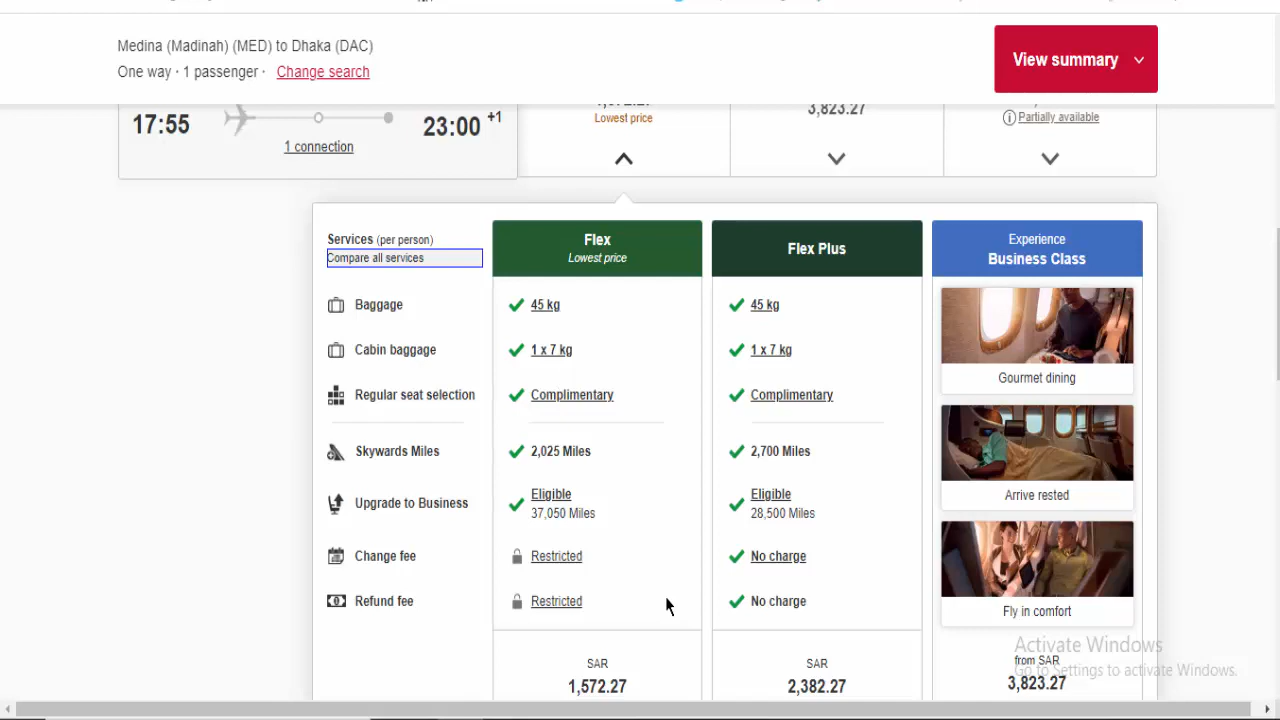 Medina (Madinah) (MED) to Dhaka (DAC)
One way · 1 passenger · Change search
View summary
17:55
23:00 +1
1 connection
Lowest price
3,823.27
Partially available
Services (per person)
Compare all services
Flex
Lowest price
Flex Plus
Experience
Business Class
Baggage
45 kg
45 kg
Cabin baggage
1 x 7 kg
1 x 7 kg
Gourmet dining
Regular seat selection
Complimentary
Complimentary
Skywards Miles
2,025 Miles
2,700 Miles
Arrive rested
Upgrade to Business
Eligible
37,050 Miles
Eligible
28,500 Miles
Change fee
Restricted
No charge
Refund fee
Restricted
No charge
Fly in comfort
SAR
1,572.27
SAR
2,382.27
from SAR
3,823.27
Activate Windows
Go to Settings to activate Windows.